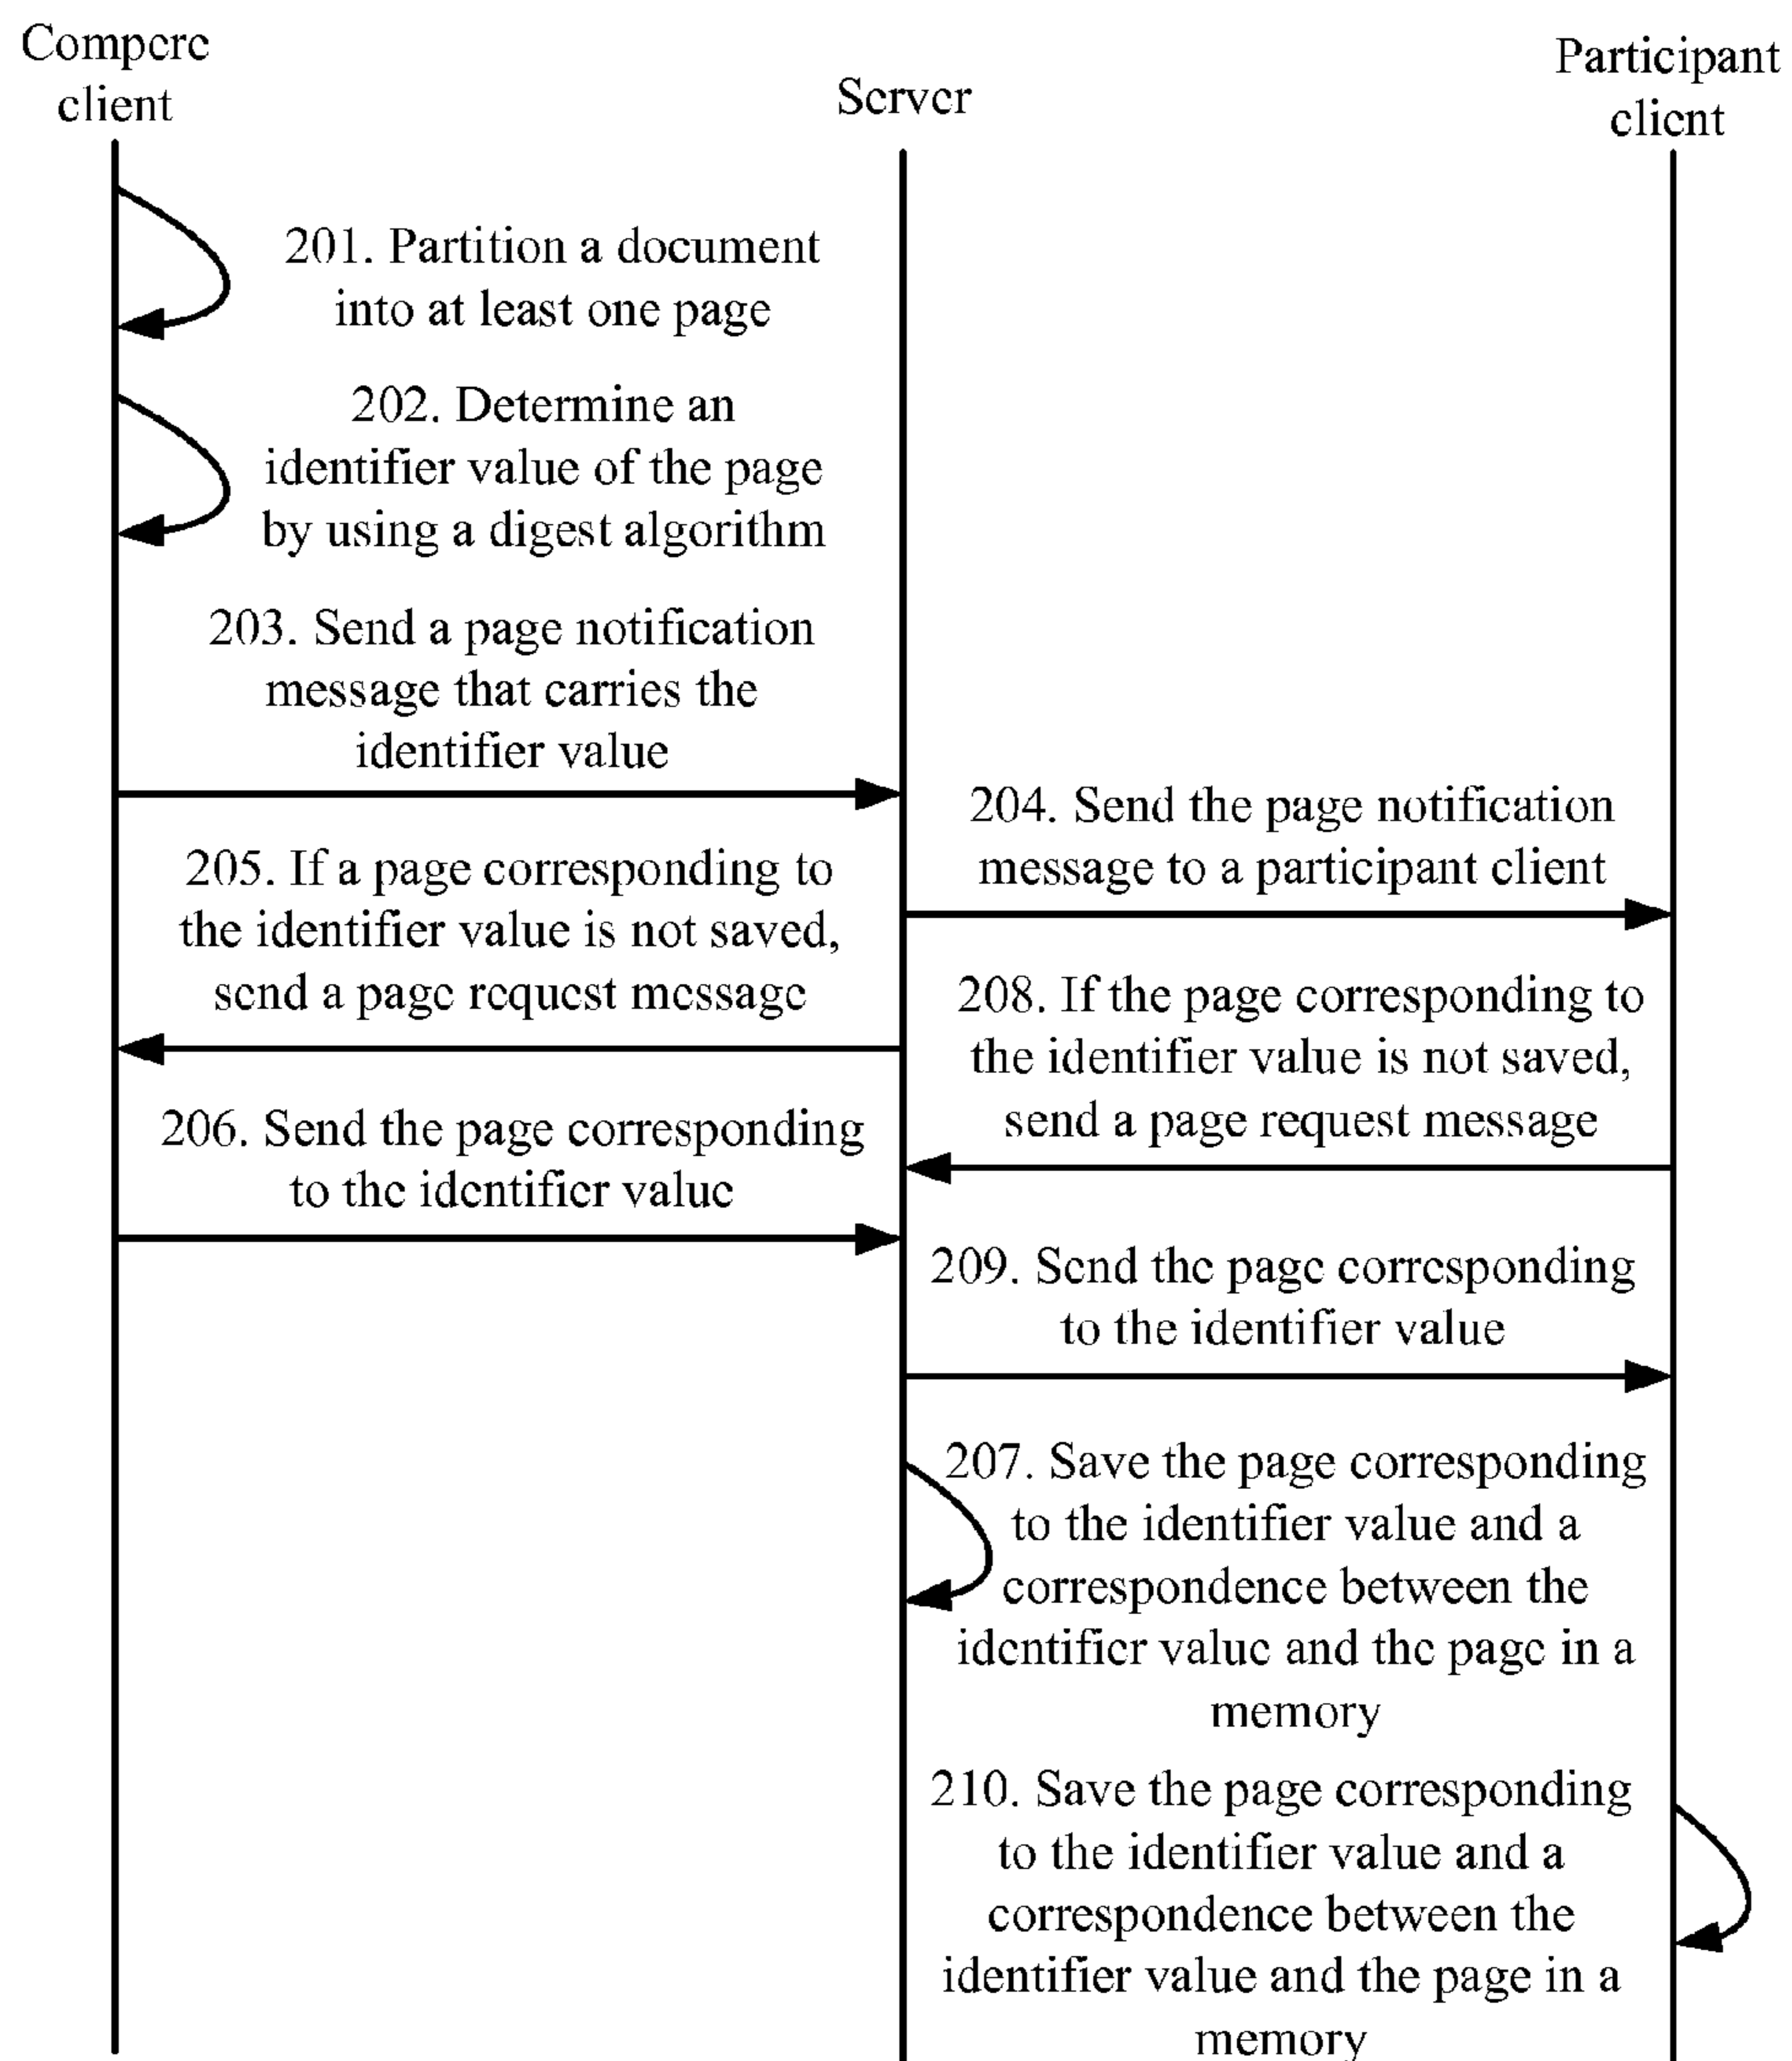 Compere
client
Server
Participant
client
201. Partition a document
into at least one page
202. Determine an
identifier value of the page
by using a digest algorithm
203. Send a page notification
message that carries the
identifier value
204. Send the page notification
message to a participant client
205. If a page corresponding to
the identifier value is not saved,
send a page request message
208. If the page corresponding to
the identifier value is not saved,
send a page request message
206. Send the page corresponding
to the identifier value
209. Send the page corresponding
to the identifier value
207. Save the page corresponding
to the identifier value and a
correspondence between the
identifier value and the page in a
memory
210. Save the page corresponding
to the identifier value and a
correspondence between the
identifier value and the page in a
memory